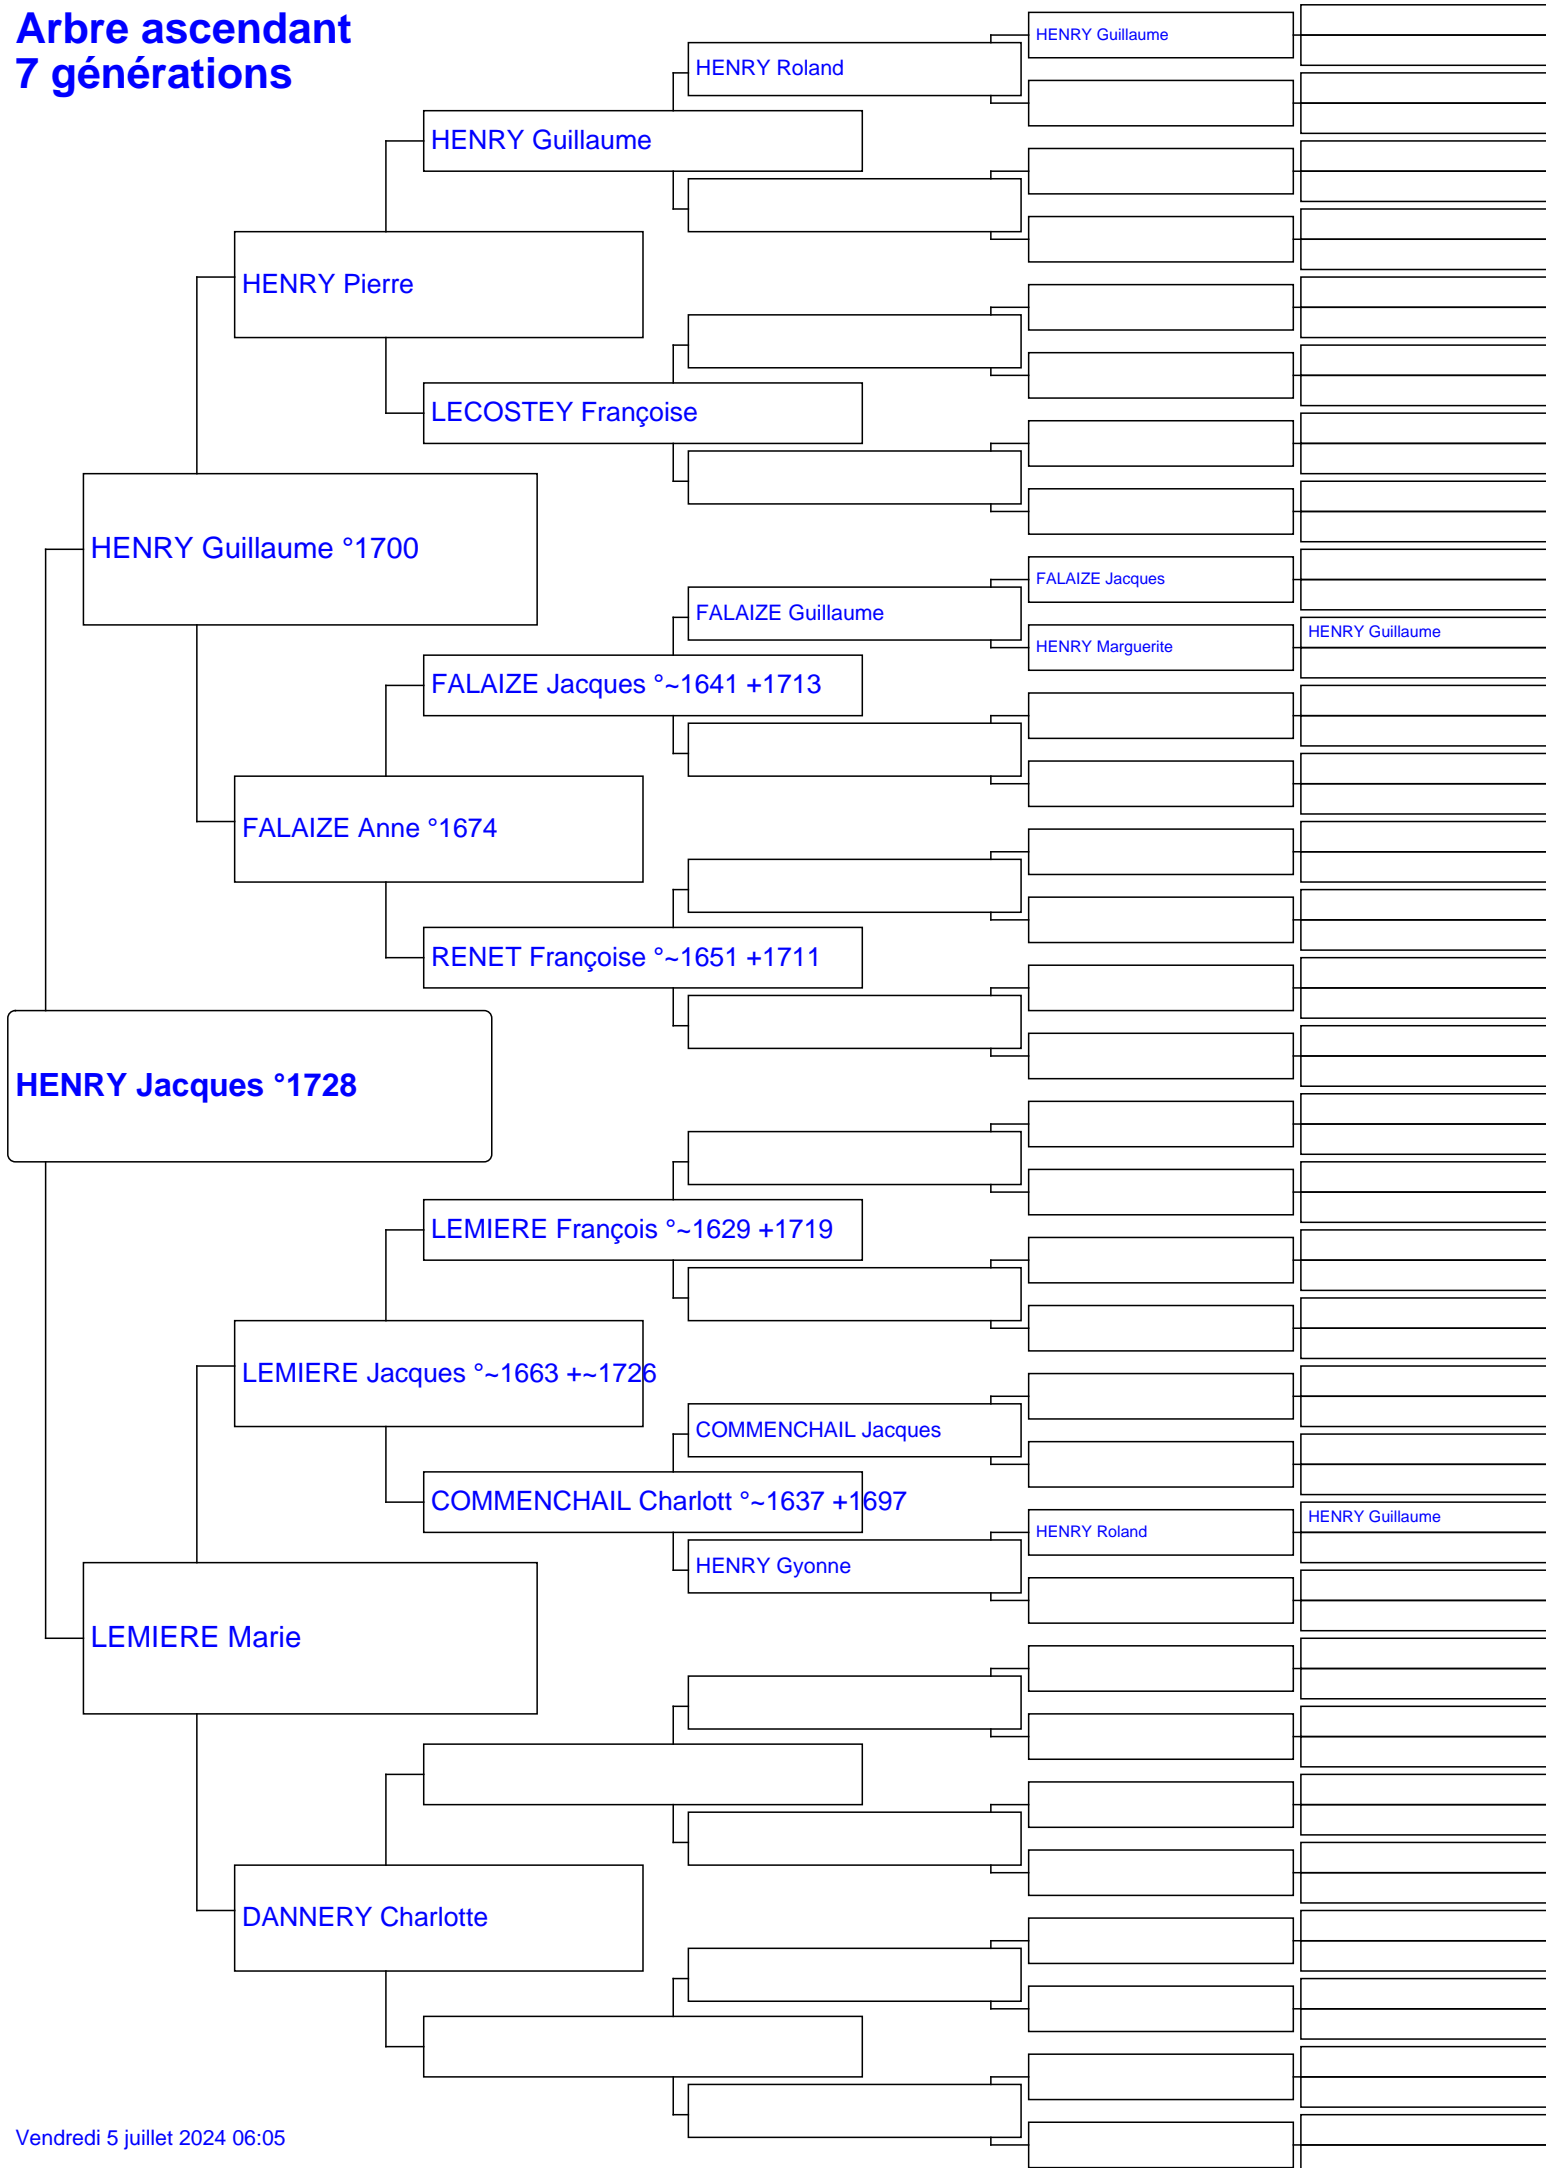 Arbre ascendant
7 générations
HENRY Guillaume
HENRY Roland
HENRY Guillaume
HENRY Pierre
LECOSTEY Françoise
HENRY Guillaume °1700
FALAIZE Jacques
FALAIZE Guillaume
HENRY Guillaume
HENRY Marguerite
FALAIZE Jacques °~1641 +1713
FALAIZE Anne °1674
RENET Françoise °~1651 +1711
HENRY Jacques °1728
LEMIERE François °~1629 +1719
LEMIERE Jacques °~1663 +~1726
COMMENCHAIL Jacques
COMMENCHAIL Charlott °~1637 +1697
HENRY Guillaume
HENRY Roland
HENRY Gyonne
LEMIERE Marie
DANNERY Charlotte
Vendredi 5 juillet 2024 06:05